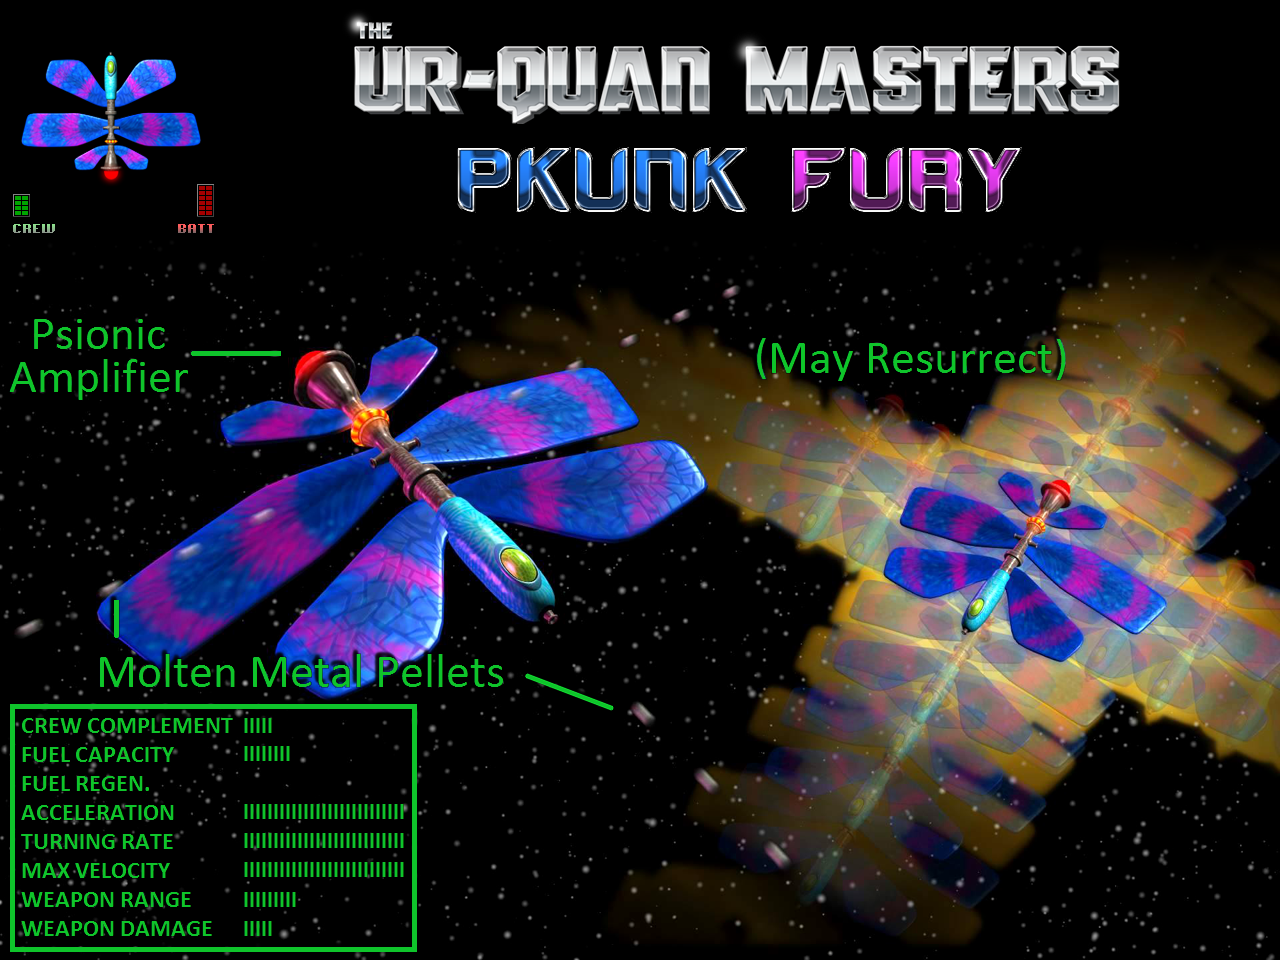 THE
UR-QUAN MASTERS
PKUNK FURY
CREW
BATT
Psionic
Amplifier
(May Resurrect)
Molten Metal Pellets
CREW COMPLEMENT
FUEL CAPACITY
FUEL REGEN.
ACCELERATION
TURNING RATE
MAX VELOCITY
WEAPON RANGE
WEAPON DAMAGE